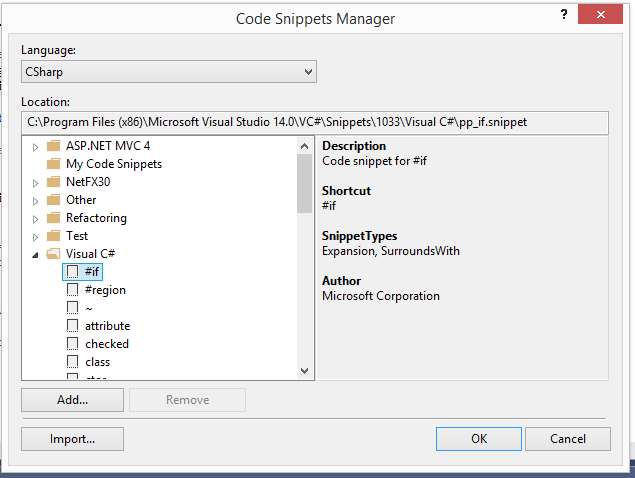 Code Snippets Manager
?
Language:
CSharp
Location:
C:\Program Files (x86)\Microsoft Visual Studio 14.0\VC#\Snippets\1033\Visual C#\pp_if.snippet
ASP.NET MVC 4
My Code Snippets
NetFX30
Other
Refactoring
Test
Visual C#
#if
#region
~
attribute
checked
class
Description
Code snippet for #if
Shortcut
#if
SnippetTypes
Expansion, SurroundsWith
Author
Microsoft Corporation
Add...
Remove
Import...
OK
Cancel